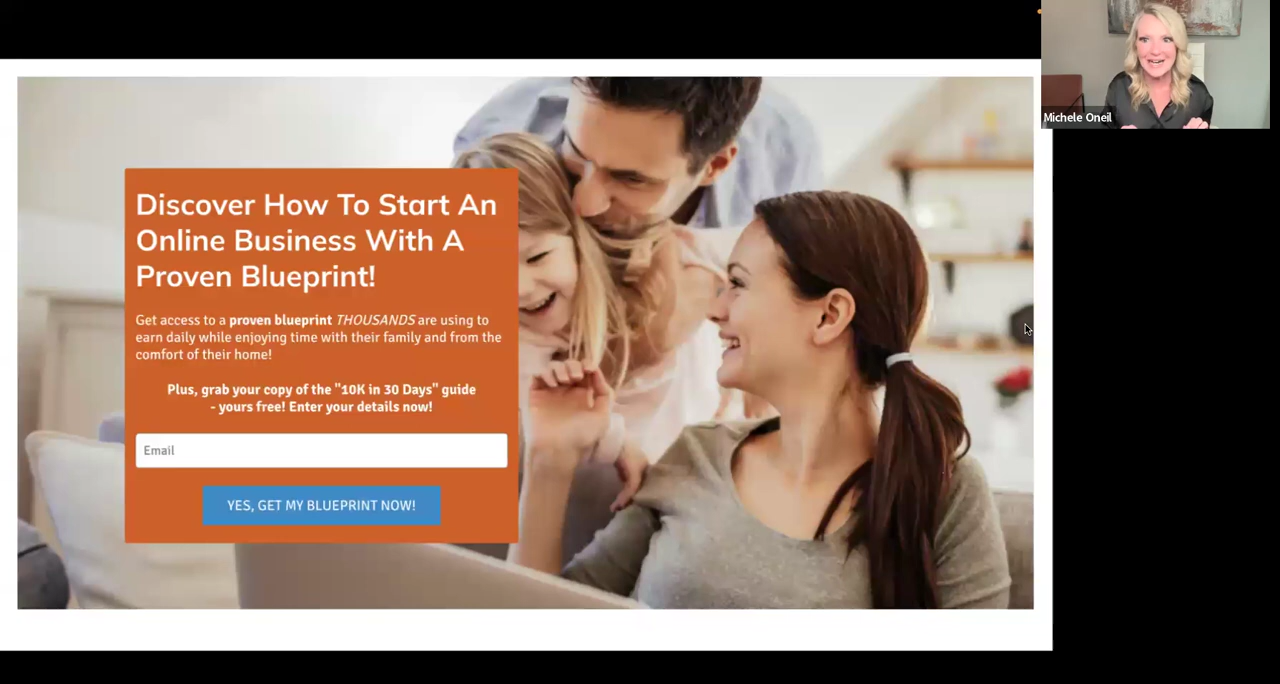 Michele Oneil
Discover How To Start An
Online Business With A
Proven Blueprint!
Get access to a proven blueprint THOUSANDS are using to
earn daily while enjoying time with their family and from the
comfort of their home!
Plus, grab your copy of the "10K in 30 Days" guide
- yours free! Enter your details now!
Email
YES, GET MY BLUEPRINT NOW!